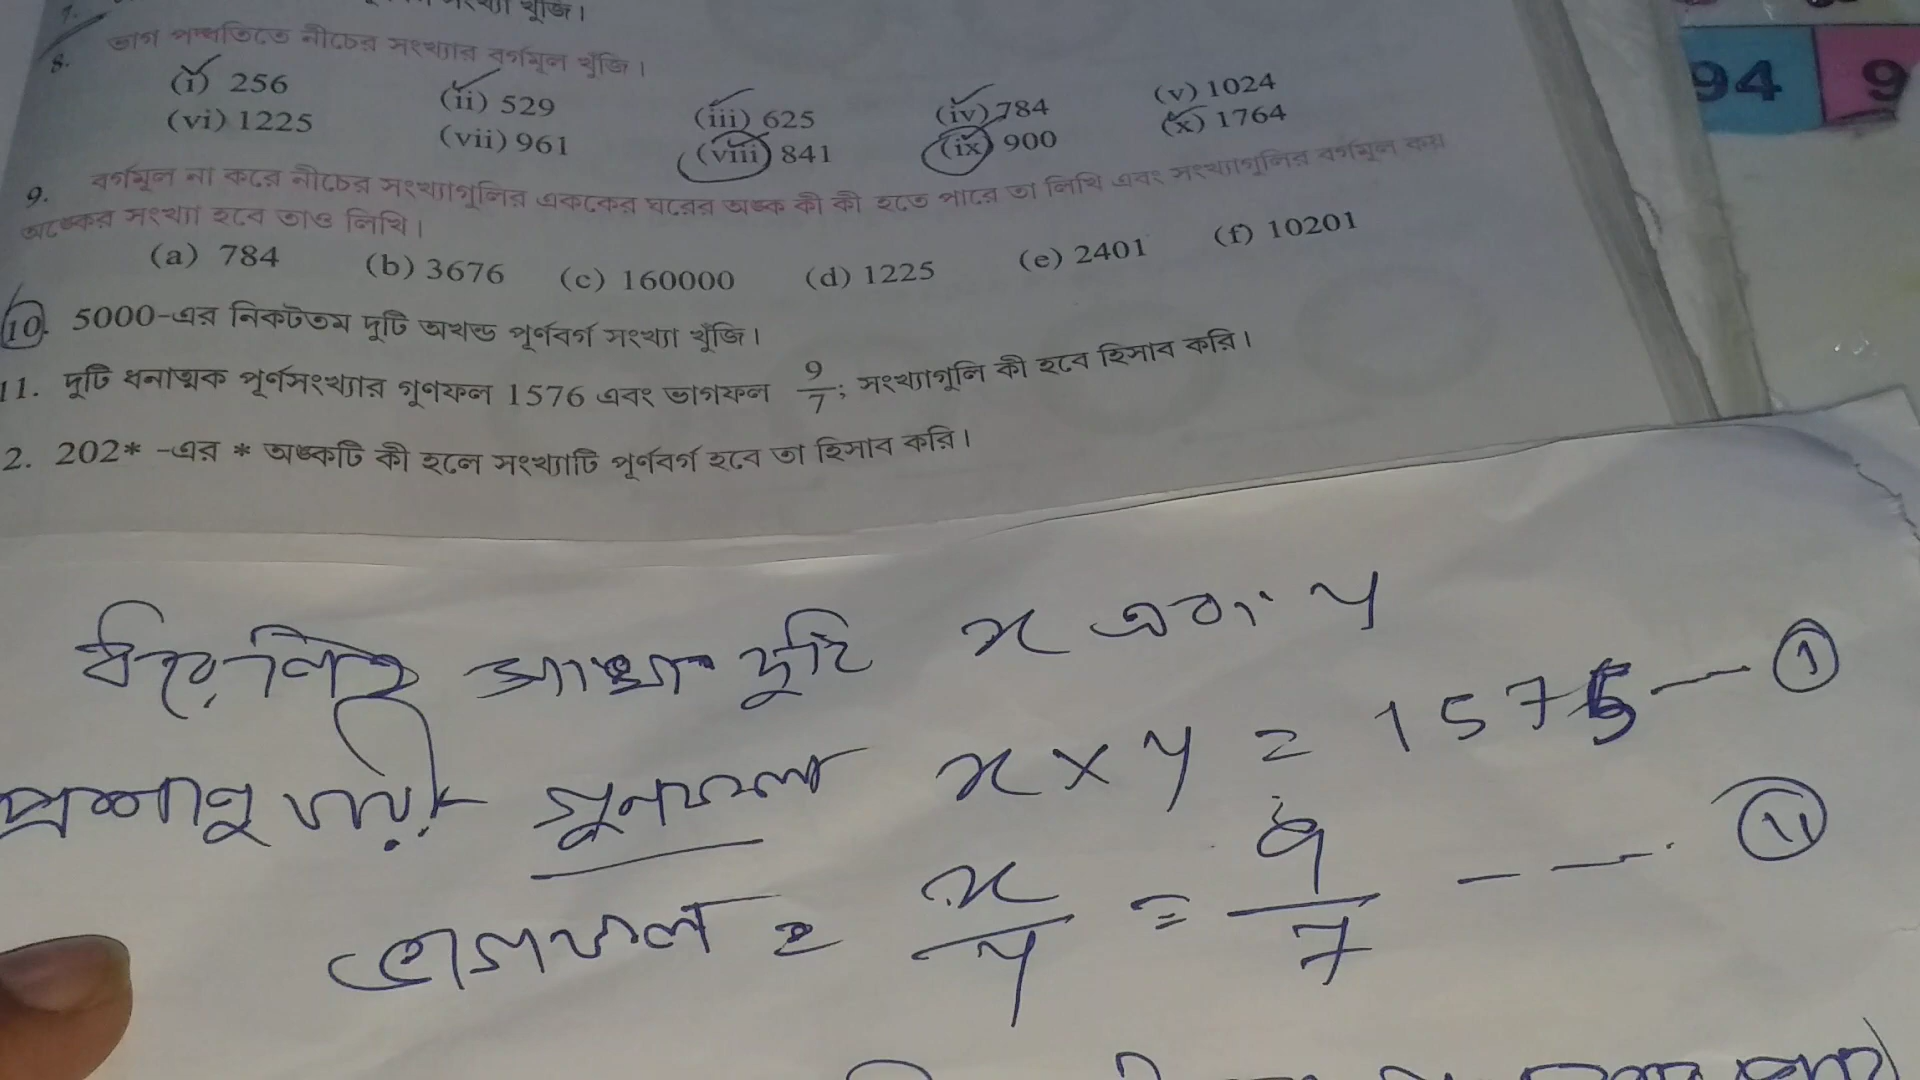 7. খুঁজি।
8. ভাগ পদ্ধতিতে নীচের সংখ্যার বর্গমূল খুঁজি।
(i) 256 (ii) 529 (iii) 625 (iv) 784 (v) 1024
(vi) 1225 (vii) 961 (viii) 841 (ix) 900 (x) 1764
9. বর্গমূল না করে নীচের সংখ্যাগুলির এককের ঘরের অঙ্ক কী কী হতে পারে তা লিখি এবং সংখ্যাগুলির বর্গমূল কয়
অঙ্কের সংখ্যা হবে তাও লিখি।
(a) 784 (b) 3676 (c) 160000 (d) 1225 (e) 2401 (f) 10201
10. 5000-এর নিকটতম দুটি অখন্ড পূর্ণবর্গ সংখ্যা খুঁজি।
11. দুটি ধনাত্মক পূর্ণসংখ্যার গুণফল 1576 এবং ভাগফল 9/7; সংখ্যাগুলি কী হবে হিসাব করি।
2. 202* -এর * অঙ্কটি কী হলে সংখ্যাটি পূর্ণবর্গ হবে তা হিসাব করি।
94 9
ধরে নিই সংখ্যা দুটি x এবং y
প্রশ্নানুযায়ী গুনফল x × y = 1575 — (i)
ভাগফল = x/y = 9/7 - — (ii)